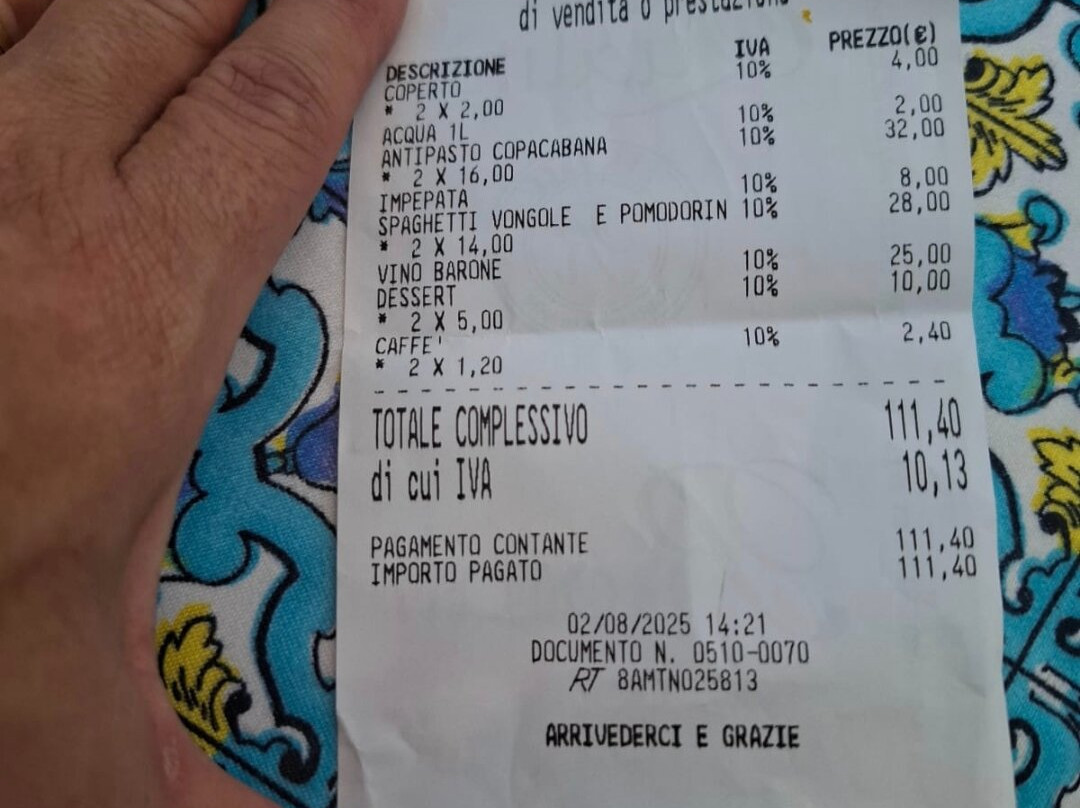 di vendita o prestazione
DESCRIZIONE IVA PREZZO(€)
COPERTO 10% 4,00
* 2 X 2,00
ACQUA 1L 10% 2,00
ANTIPASTO COPACABANA 10% 32,00
* 2 X 16,00
IMPEPATA 10% 8,00
SPAGHETTI VONGOLE E POMODORIN 10% 28,00
* 2 X 14,00
VINO BARONE 10% 25,00
DESSERT 10% 10,00
* 2 X 5,00
CAFFE' 10% 2,40
* 2 X 1,20
TOTALE COMPLESSIVO 111,40
di cui IVA 10,13
PAGAMENTO CONTANTE 111,40
IMPORTO PAGATO 111,40
02/08/2025 14:21
DOCUMENTO N. 0510-0070
RT 8AMTN025813
ARRIVEDERCI E GRAZIE